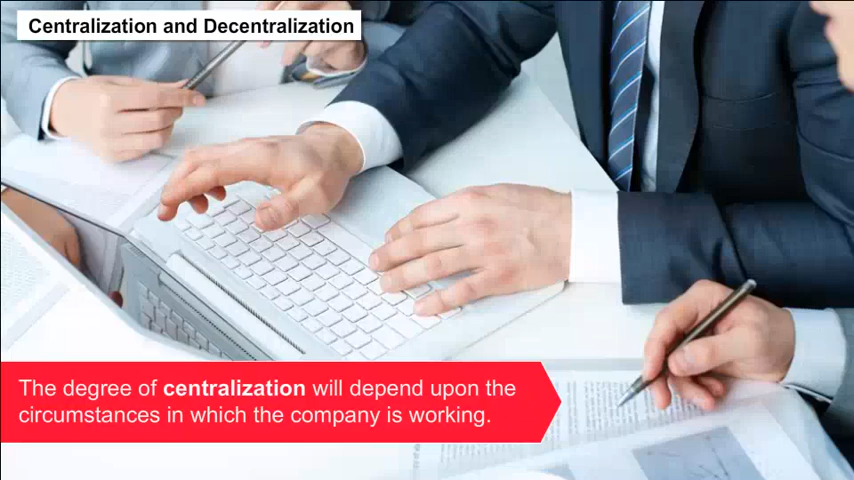 Centralization and Decentralization
The degree of centralization will depend upon the
circumstances in which the company is working.